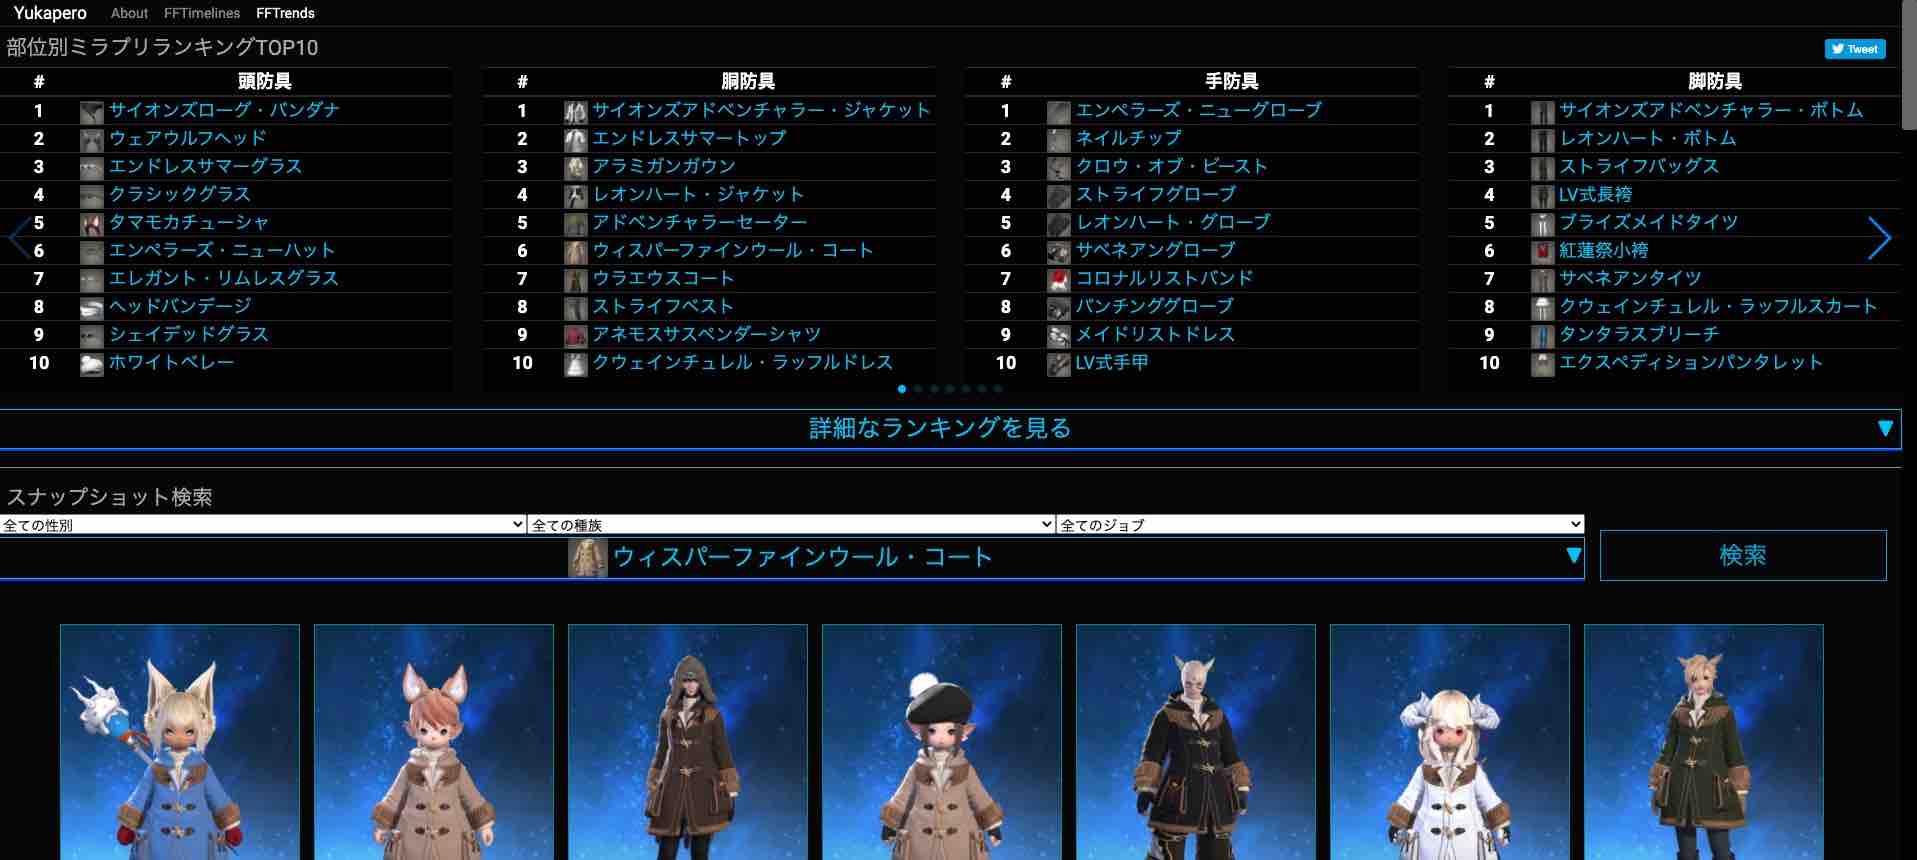 Yukapero About FFTimelines FFTrends
部位別ミラプリランキングTOP10
Tweet
# 頭防具
1 サイオンズローグ・バンダナ
2 ウェアウルフヘッド
3 エンドレスサマーグラス
4 クラシックグラス
5 タマモカチューシャ
6 エンペラーズ・ニューハット
7 エレガント・リムレスグラス
8 ヘッドバンデージ
9 シェイデッドグラス
10 ホワイトベレー
# 胴防具
1 サイオンズアドベンチャラー・ジャケット
2 エンドレスサマートップ
3 アラミガンガウン
4 レオンハート・ジャケット
5 アドベンチャラーセーター
6 ウィスパーファインウール・コート
7 ウラエウスコート
8 ストライフベスト
9 アネモスサスペンダーシャツ
10 クウェインチュレル・ラッフルドレス
# 手防具
1 エンペラーズ・ニューグローブ
2 ネイルチップ
3 クロウ・オブ・ビースト
4 ストライフグローブ
5 レオンハート・グローブ
6 サベネアングローブ
7 コロナルリストバンド
8 パンチンググローブ
9 メイドリストドレス
10 LV式手甲
# 脚防具
1 サイオンズアドベンチャラー・ボトム
2 レオンハート・ボトム
3 ストライフバッグス
4 LV式長袴
5 ブライズメイドタイツ
6 紅蓮祭小袴
7 サベネアンタイツ
8 クウェインチュレル・ラッフルスカート
9 タンタラスブリーチ
10 エクスペディションパンタレット
詳細なランキングを見る ▼
スナップショット検索
全ての性別 全ての種族 全てのジョブ
ウィスパーファインウール・コート ▼
検索